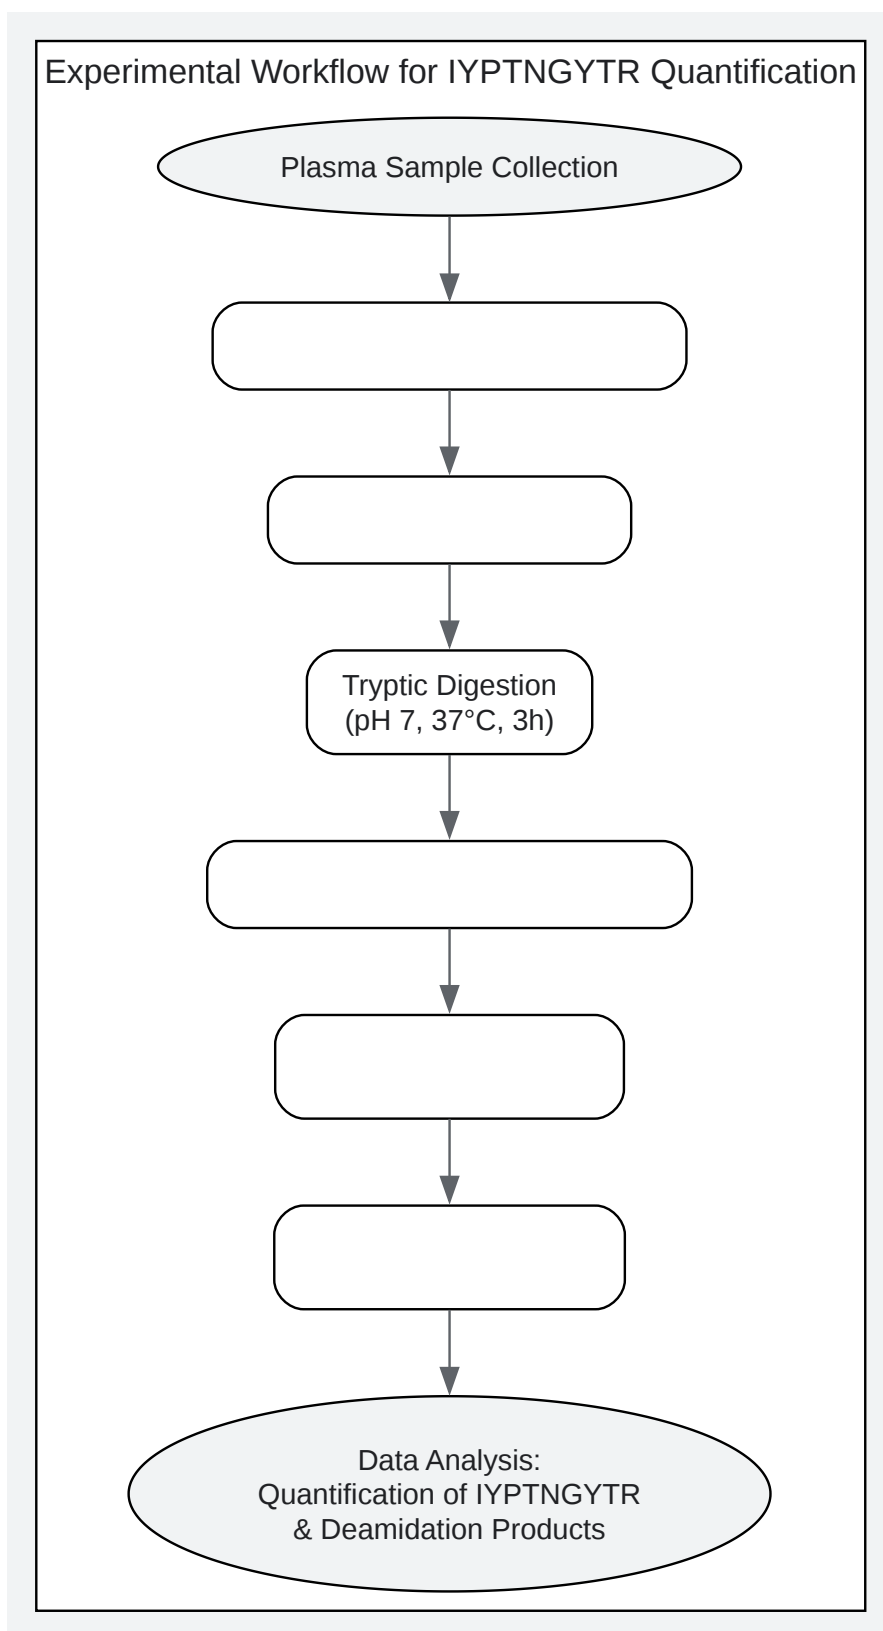 Experimental Workflow for IYPTNGYTR Quantification
Plasma Sample Collection
Tryptic Digestion
(pH 7, 37°C, 3h)
Data Analysis:
Quantification of IYPTNGYTR
& Deamidation Products